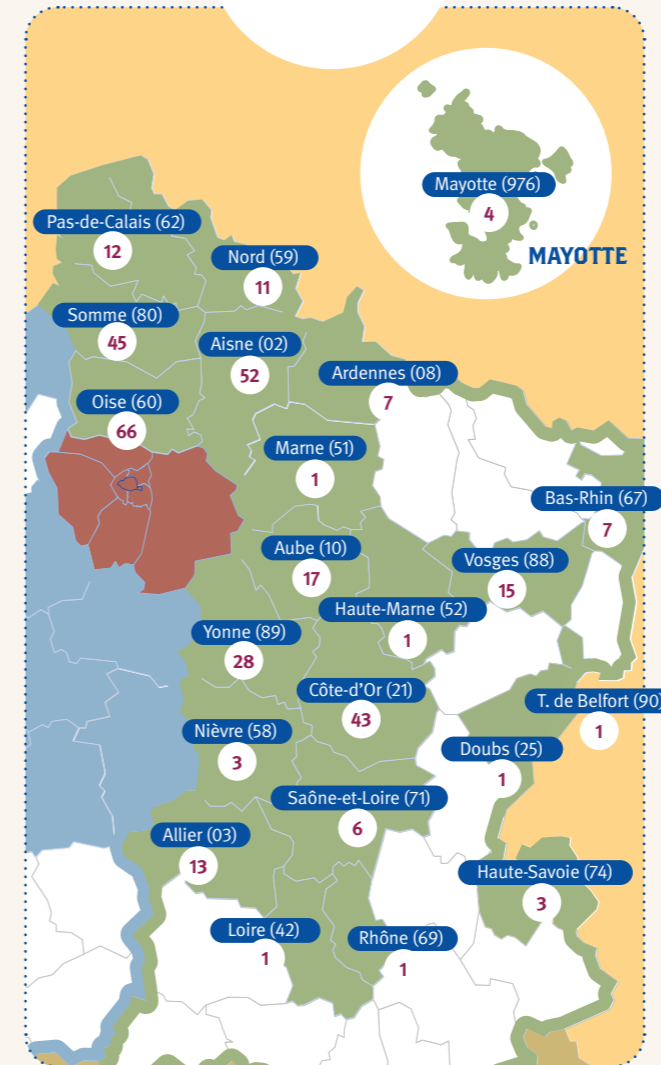 Mayotte (976)
4
MAYOTTE
Pas-de-Calais (62)
12
Nord (59)
11
Somme (80)
45
Aisne (02)
52
Ardennes (08)
7
Oise (60)
66
Marne (51)
1
Bas-Rhin (67)
7
Aube (10)
17
Vosges (88)
15
Haute-Marne (52)
1
Yonne (89)
28
Côte-d'Or (21)
43
T. de Belfort (90)
1
Nièvre (58)
3
Doubs (25)
1
Saône-et-Loire (71)
6
Allier (03)
13
Haute-Savoie (74)
3
Loire (42)
1
Rhône (69)
1